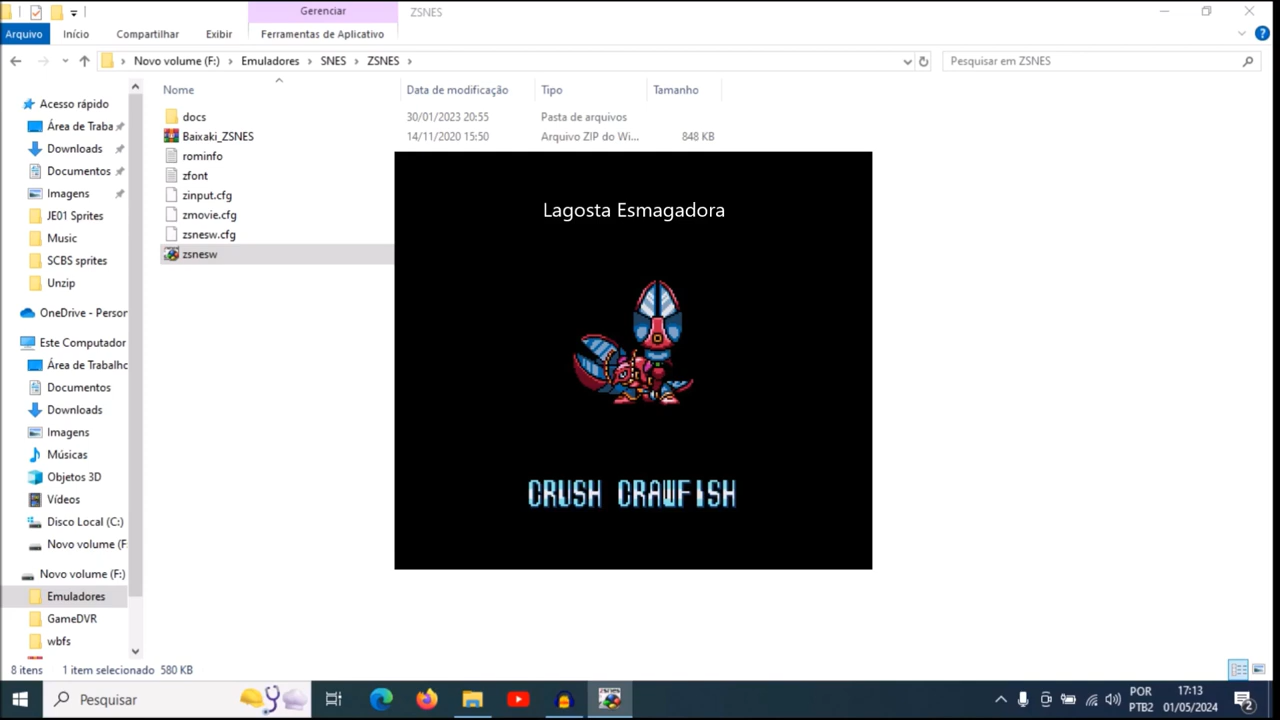 Gerenciar
ZSNES
Arquivo
Início
Compartilhar
Exibir
Ferramentas de Aplicativo
Novo volume (F:) > Emuladores > SNES > ZSNES >
Pesquisar em ZSNES
Nome
Data de modificação
Tipo
Tamanho
docs
30/01/2023 20:55
Pasta de arquivos
Baixaki_ZSNES
14/11/2020 15:50
Arquivo ZIP do Wi...
848 KB
rominfo
zfont
zinput.cfg
zmovie.cfg
zsnesw.cfg
zsnesw
Acesso rápido
Área de Traba
Downloads
Documentos
Imagens
JE01 Sprites
Music
SCBS sprites
Unzip
OneDrive - Person
Este Computador
Área de Trabalho
Documentos
Downloads
Imagens
Músicas
Objetos 3D
Vídeos
Disco Local (C:)
Novo volume (F
Novo volume (F:)
Emuladores
GameDVR
wbfs
Lagosta Esmagadora
CRUSH CRAWFISH
8 itens
1 item selecionado 580 KB
Pesquisar
POR
PTB2
17:13
01/05/2024
2